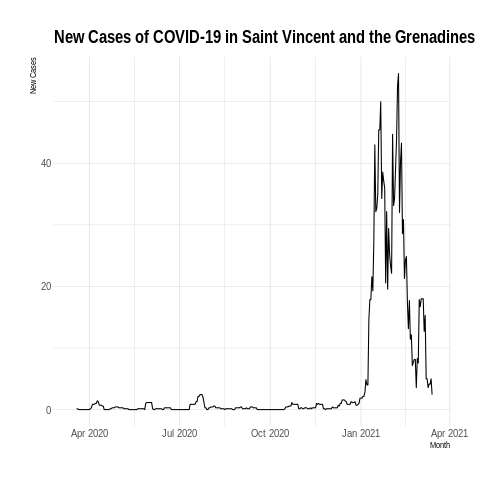 New Cases of COVID-19 in Saint Vincent and the Grenadines
New Cases
40
20
0
Apr 2020 Jul 2020 Oct 2020 Jan 2021 Apr 2021
Month